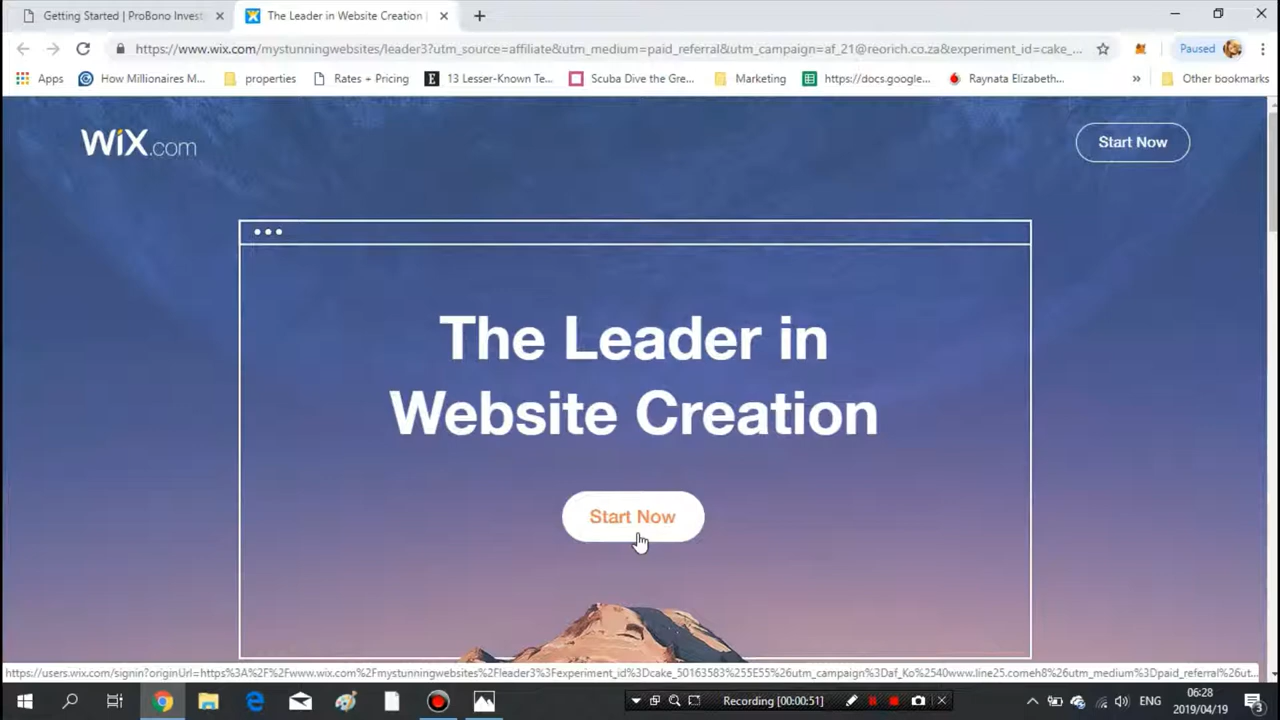 Getting Started | ProBono Invest
The Leader in Website Creation |
https://www.wix.com/mystunningwebsites/leader3?utm_source=affiliate&utm_medium=paid_referral&utm_campaign=af_21@reorich.co.za&experiment_id=cake_...
Paused
Apps
How Millionaires M...
properties
Rates + Pricing
13 Lesser-Known Te...
Scuba Dive the Gre...
Marketing
https://docs.google...
Raynata Elizabeth...
»
Other bookmarks
WiX.com
Start Now
The Leader in
Website Creation
Start Now
https://users.wix.com/signin?originUrl=https%3A%2F%2Fwww.wix.com%2Fmystunningwebsites%2Fleader3%3Fexperiment_id%3Dcake_50163583%255E55%26utm_campaign%3Daf_Ko%2540www.line25.comeh8%26utm_medium%3Dpaid_referral%26ut...
Recording [00:00:51]
ENG
06:28
2019/04/19
3